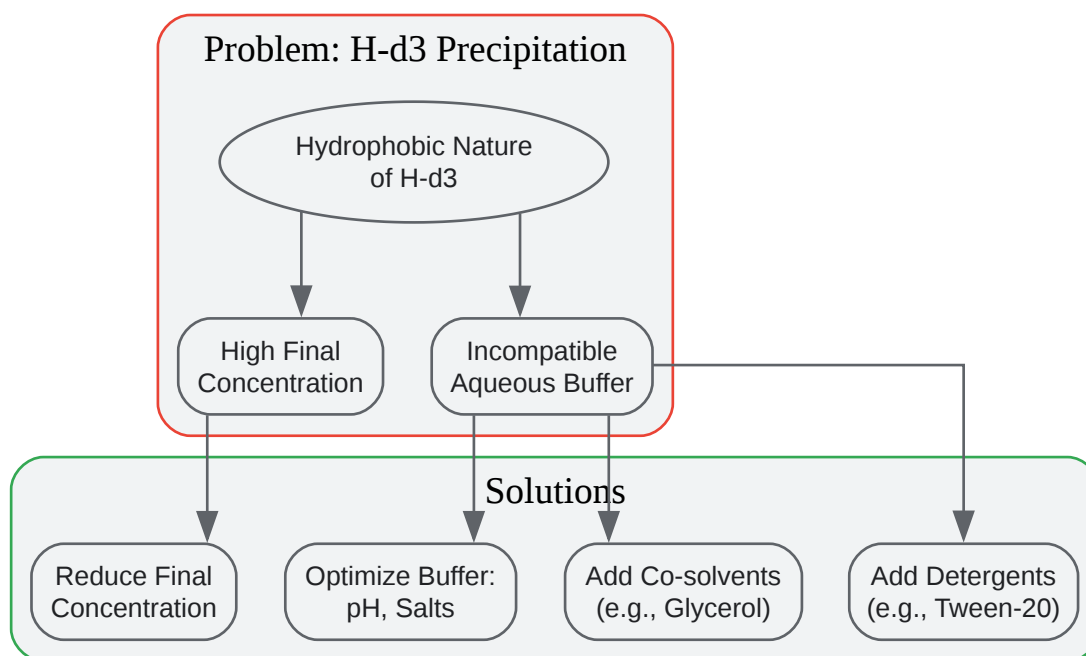 Problem: H-d3 Precipitation
Hydrophobic Nature
of H-d3
High Final
Concentration
Incompatible
Aqueous Buffer
Solutions
Reduce Final
Concentration
Optimize Buffer:
pH, Salts
Add Co-solvents
(e.g., Glycerol)
Add Detergents
(e.g., Tween-20)